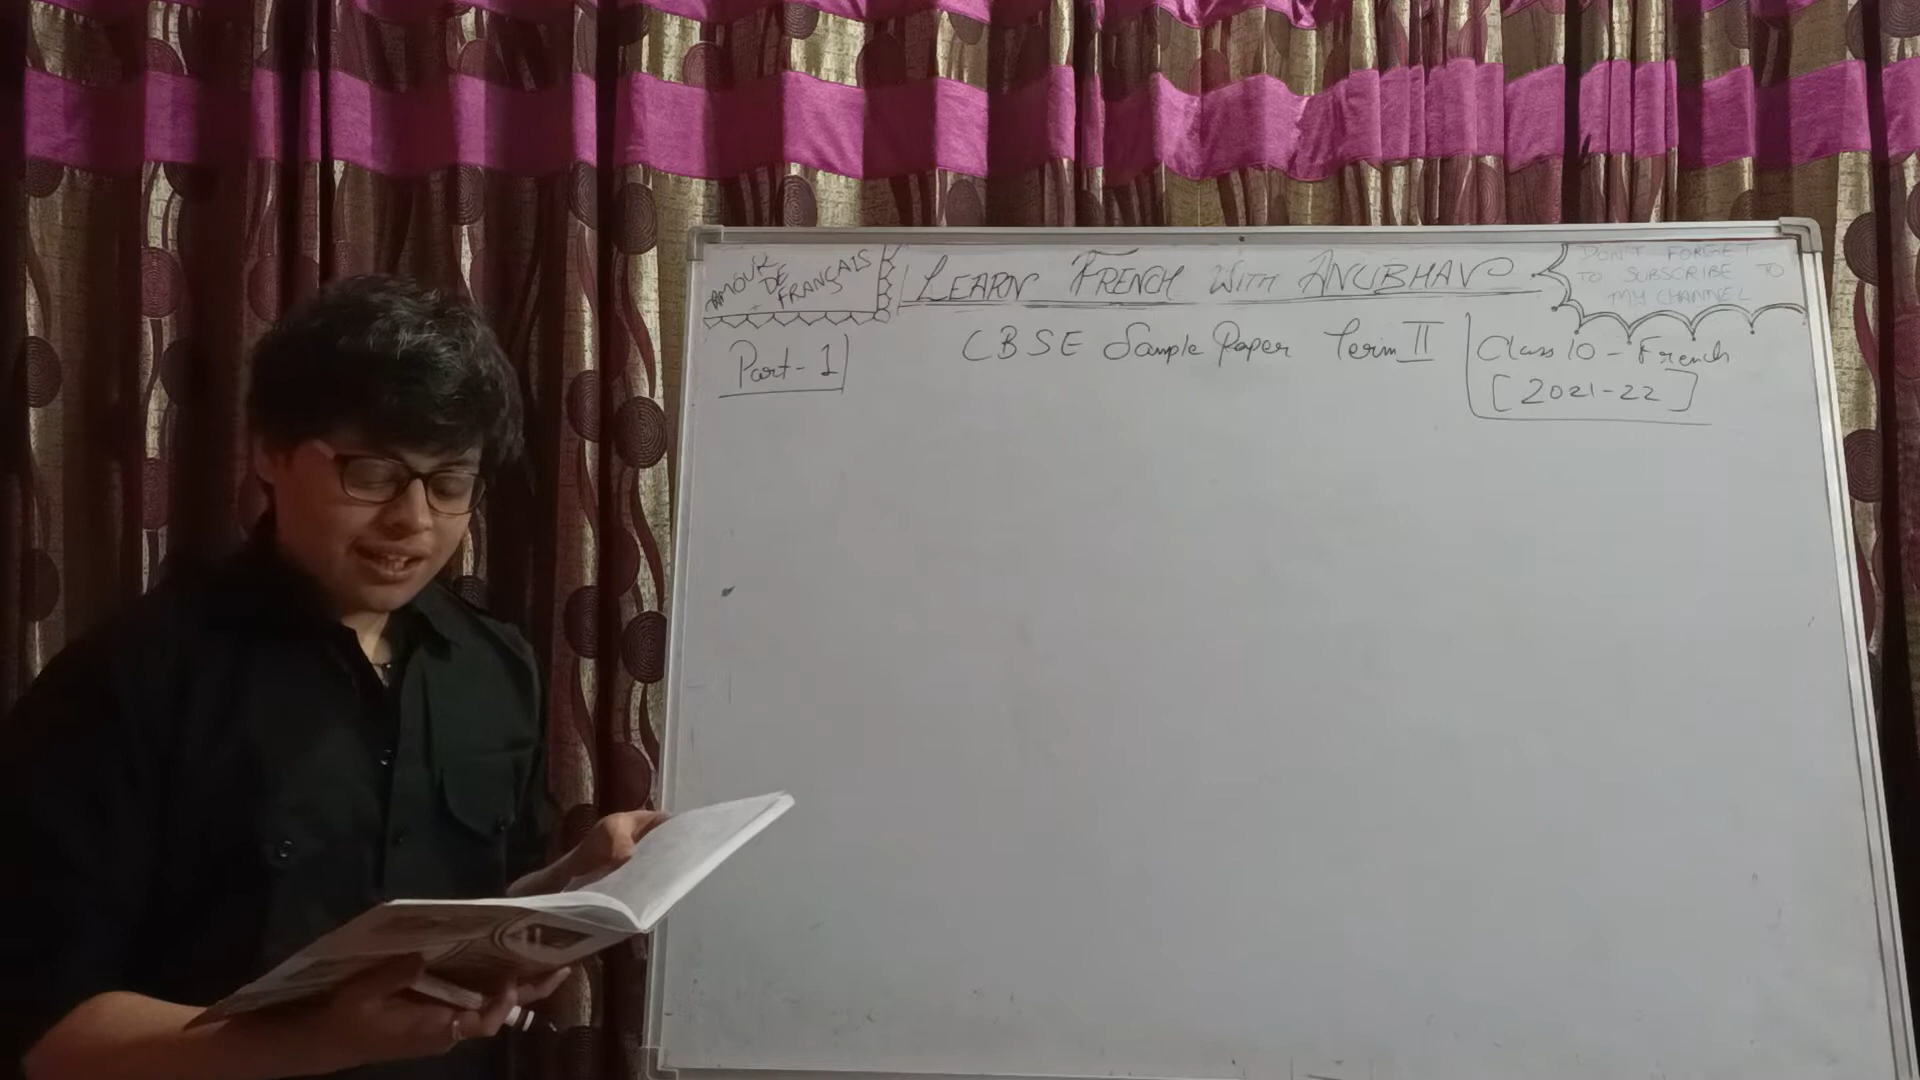 AMOUR
DE
FRANÇAIS
LEARN FRENCH WITH ANUBHAV
DON'T FORGET
TO SUBSCRIBE TO
MY CHANNEL
Part-1
CBSE Sample Paper Term II
Class 10 - French
[2021-22]